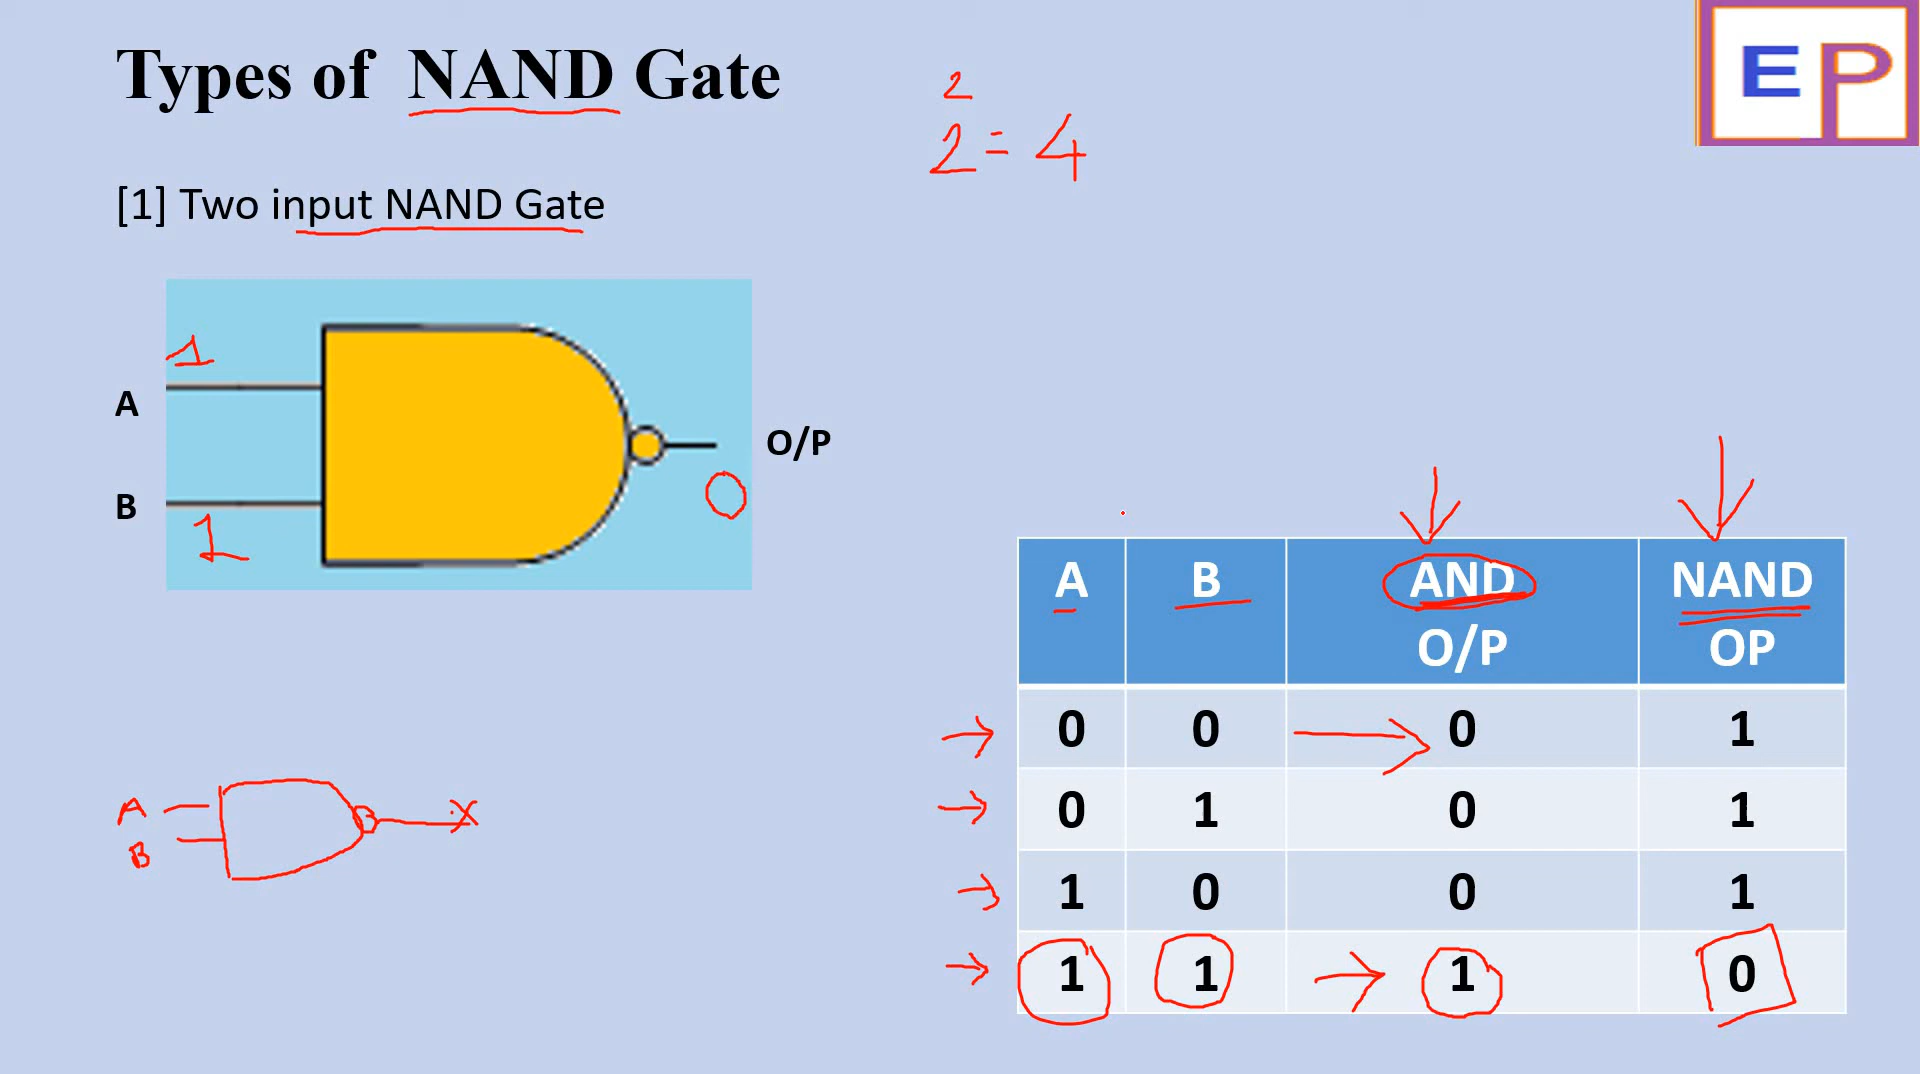 Types of NAND Gate
2
2 = 4
EP
[1] Two input NAND Gate
1
A
O/P
B
1
0
A B AND O/P NAND OP
0 0 0 1
0 1 0 1
1 0 0 1
1 1 1 0
A X
B